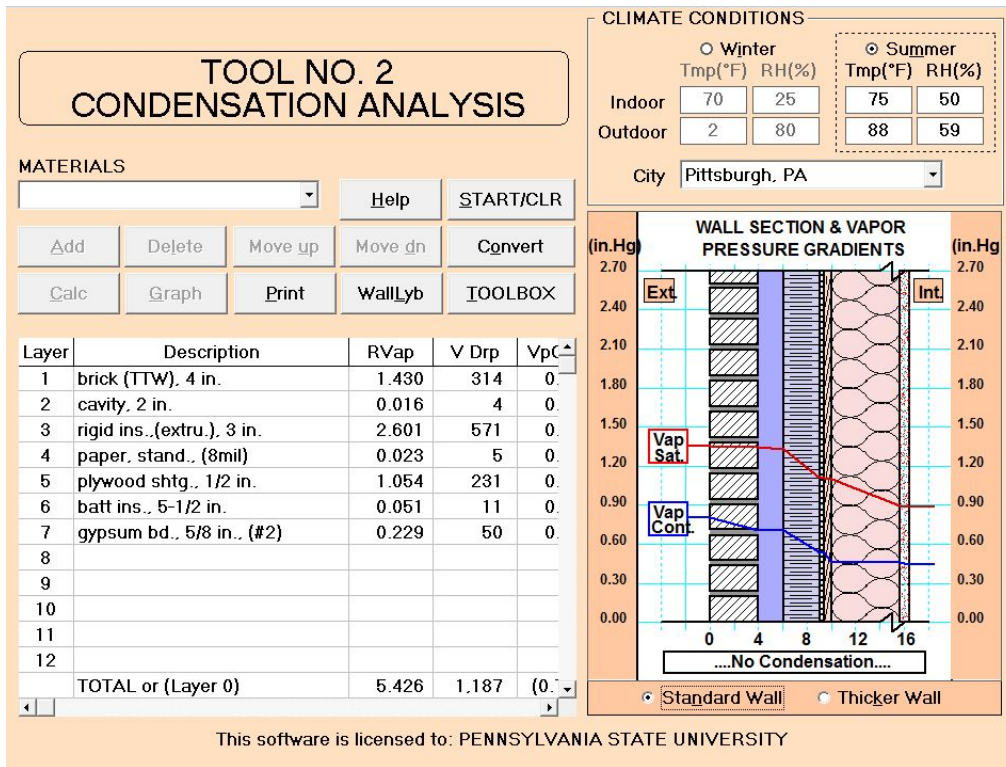 TOOL NO. 2
CONDENSATION ANALYSIS
MATERIALS
Help START/CLR
Add Delete Move up Move dn Convert
Calc Graph Print WallLyb TOOLBOX
Layer Description RVap V Drp VpC
1 brick (TTW), 4 in. 1.430 314 0.
2 cavity, 2 in. 0.016 4 0.
3 rigid ins.,(extru.), 3 in. 2.601 571 0.
4 paper, stand., (8mil) 0.023 5 0.
5 plywood shtg., 1/2 in. 1.054 231 0.
6 batt ins., 5-1/2 in. 0.051 11 0.
7 gypsum bd., 5/8 in., (#2) 0.229 50 0.
8
9
10
11
12
TOTAL or (Layer 0) 5.426 1,187 (0.
CLIMATE CONDITIONS
Winter Summer
Tmp(°F) RH(%) Tmp(°F) RH(%)
Indoor 70 25 75 50
Outdoor 2 80 88 59
City Pittsburgh, PA
WALL SECTION & VAPOR
(in.Hg) PRESSURE GRADIENTS (in.Hg
2.70 2.70
Ext. Int.
2.40 2.40
2.10 2.10
1.80 1.80
1.50 1.50
Vap
Sat.
1.20 1.20
0.90 0.90
Vap
Cont.
0.60 0.60
0.30 0.30
0.00 0.00
0 4 8 12 16
....No Condensation....
Standard Wall Thicker Wall
This software is licensed to: PENNSYLVANIA STATE UNIVERSITY